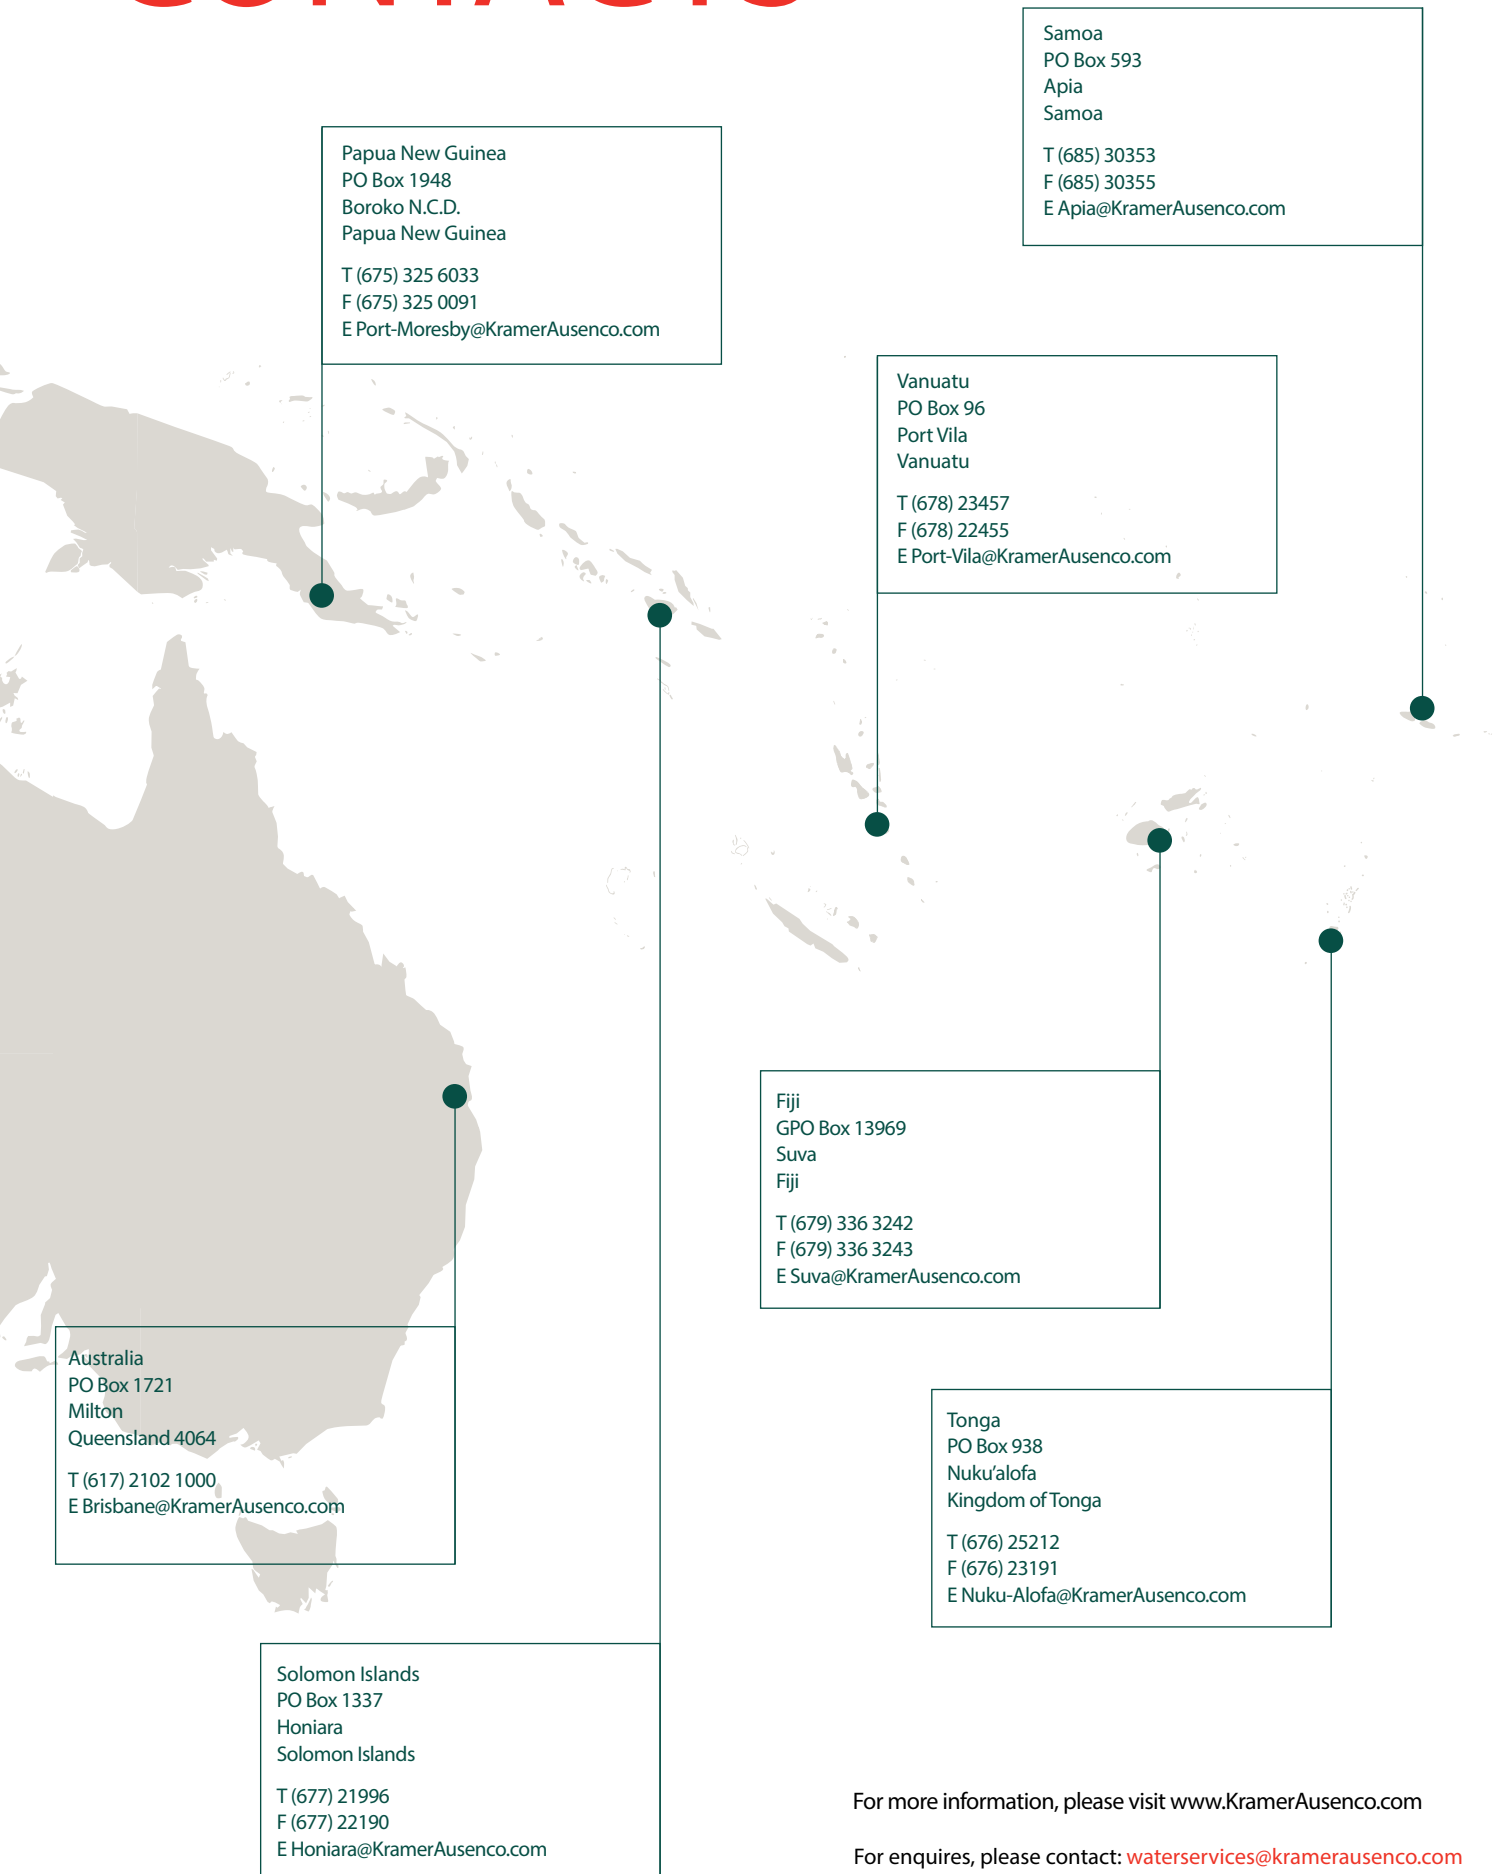 CONTACTS
Samoa
PO Box 593
Apia
Samoa
T (685) 30353
F (685) 30355
E Apia@KramerAusenco.com
Papua New Guinea
PO Box 1948
Boroko N.C.D.
Papua New Guinea
T (675) 325 6033
F (675) 325 0091
E Port-Moresby@KramerAusenco.com
Vanuatu
PO Box 96
Port Vila
Vanuatu
T (678) 23457
F (678) 22455
E Port-Vila@KramerAusenco.com
Fiji
GPO Box 13969
Suva
Fiji
T (679) 336 3242
F (679) 336 3243
E Suva@KramerAusenco.com
Australia
PO Box 1721
Milton
Queensland 4064
T (617) 2102 1000
E Brisbane@KramerAusenco.com
Tonga
PO Box 938
Nuku’alofa
Kingdom of Tonga
T (676) 25212
F (676) 23191
E Nuku-Alofa@KramerAusenco.com
Solomon Islands
PO Box 1337
Honiara
Solomon Islands
T (677) 21996
F (677) 22190
E Honiara@KramerAusenco.com
For more information, please visit www.KramerAusenco.com
For enquires, please contact: waterservices@kramerausenco.com